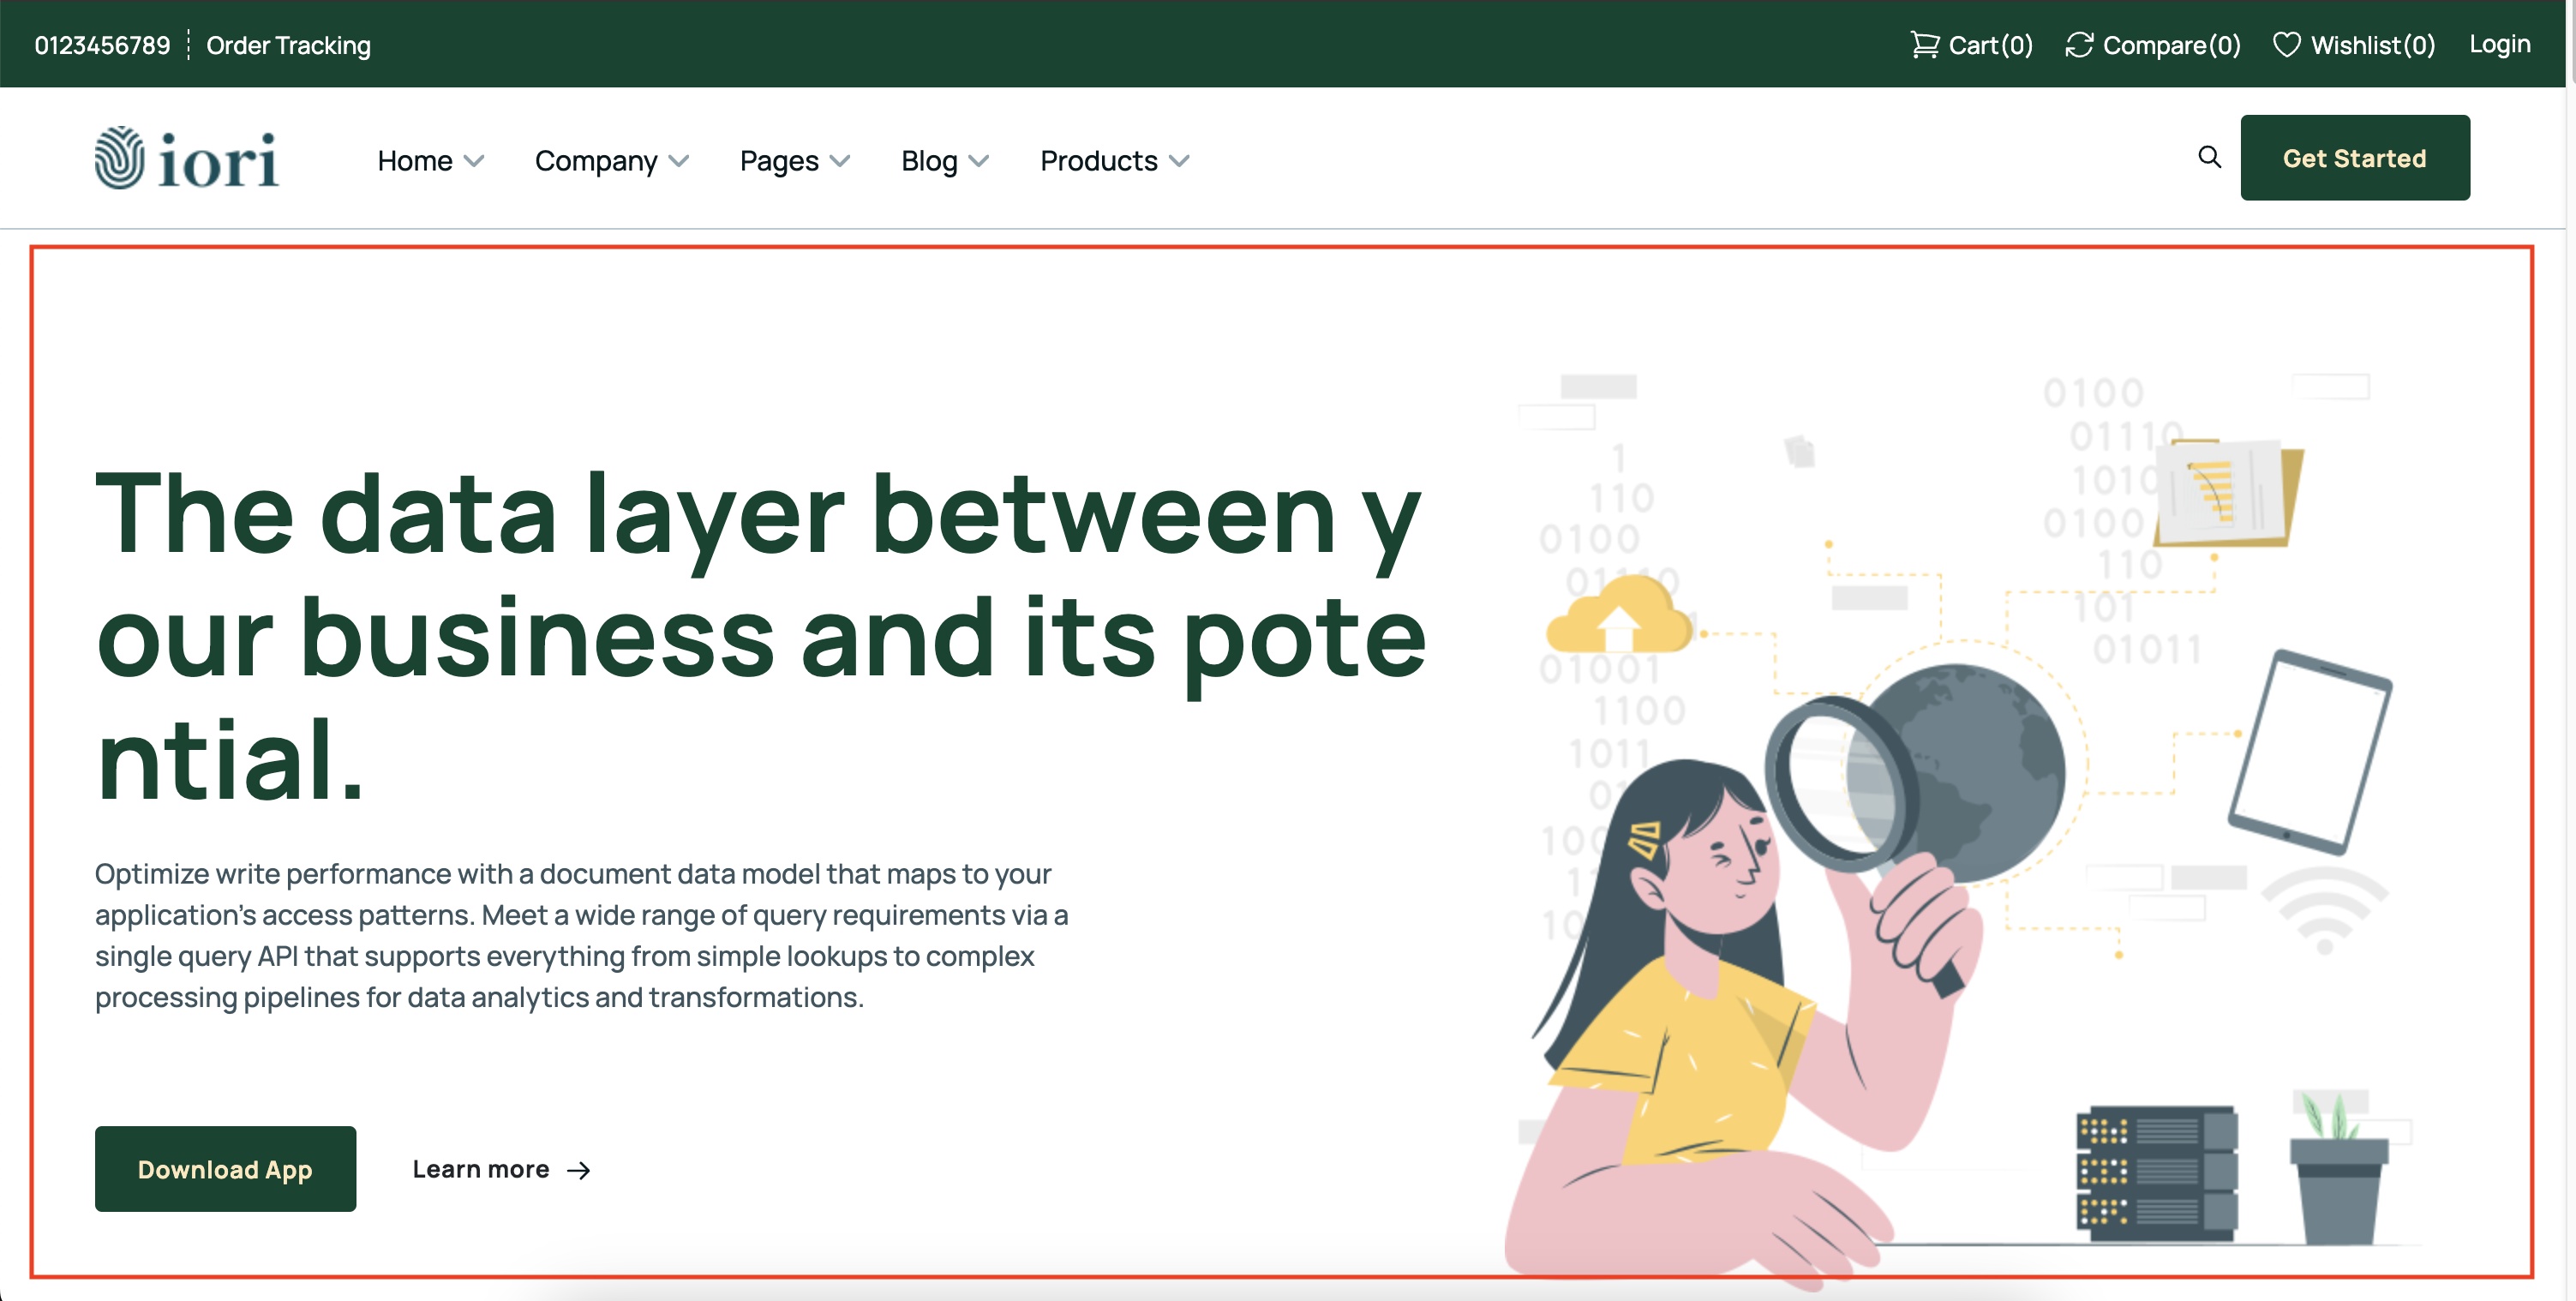 0123456789 Order Tracking Cart(0) Compare(0) Wishlist(0) Login
iori Home Company Pages Blog Products Get Started
The data layer between y
our business and its pote
ntial.
Optimize write performance with a document data model that maps to your
application's access patterns. Meet a wide range of query requirements via a
single query API that supports everything from simple lookups to complex
processing pipelines for data analytics and transformations.
Download App Learn more
1
110
0100
01110
01001
1100
1011
0100
01110
1010
0100
110
101
01011